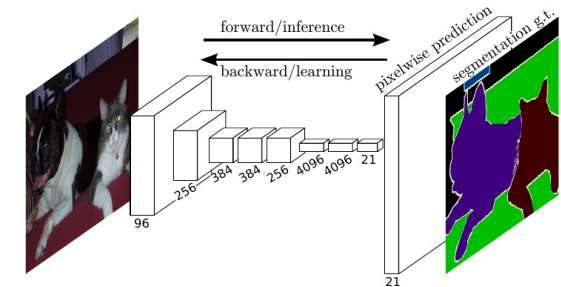 forward/inference
backward/learning
pixelwise prediction
segmentation g.t.
96
256
384
384
256
4096
4096
21
21